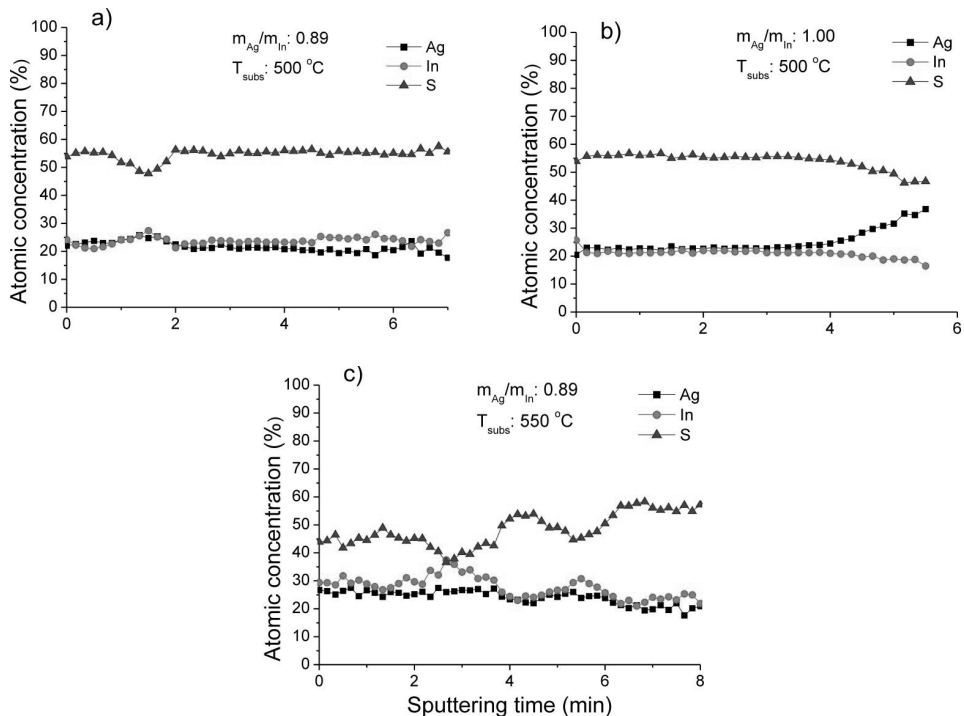 a)
m_Ag/m_In: 0.89
T_subs: 500 °C
Ag
In
S
Atomic concentration (%)
100
90
80
70
60
50
40
30
20
10
0
0 2 4 6
b)
m_Ag/m_In: 1.00
T_subs: 500 °C
Ag
In
S
Atomic concentration (%)
100
90
80
70
60
50
40
30
20
10
0
0 2 4 6
c)
m_Ag/m_In: 0.89
T_subs: 550 °C
Ag
In
S
Atomic concentration (%)
100
90
80
70
60
50
40
30
20
10
0
0 2 4 6 8
Sputtering time (min)